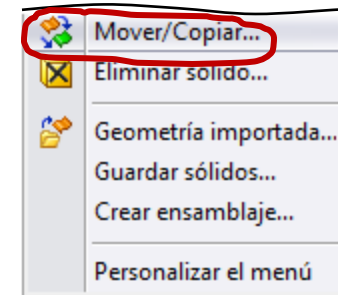 Mover/Copiar...
Eliminar sólido...
Geometría importada...
Guardar sólidos...
Crear ensamblaje...
Personalizar el menú